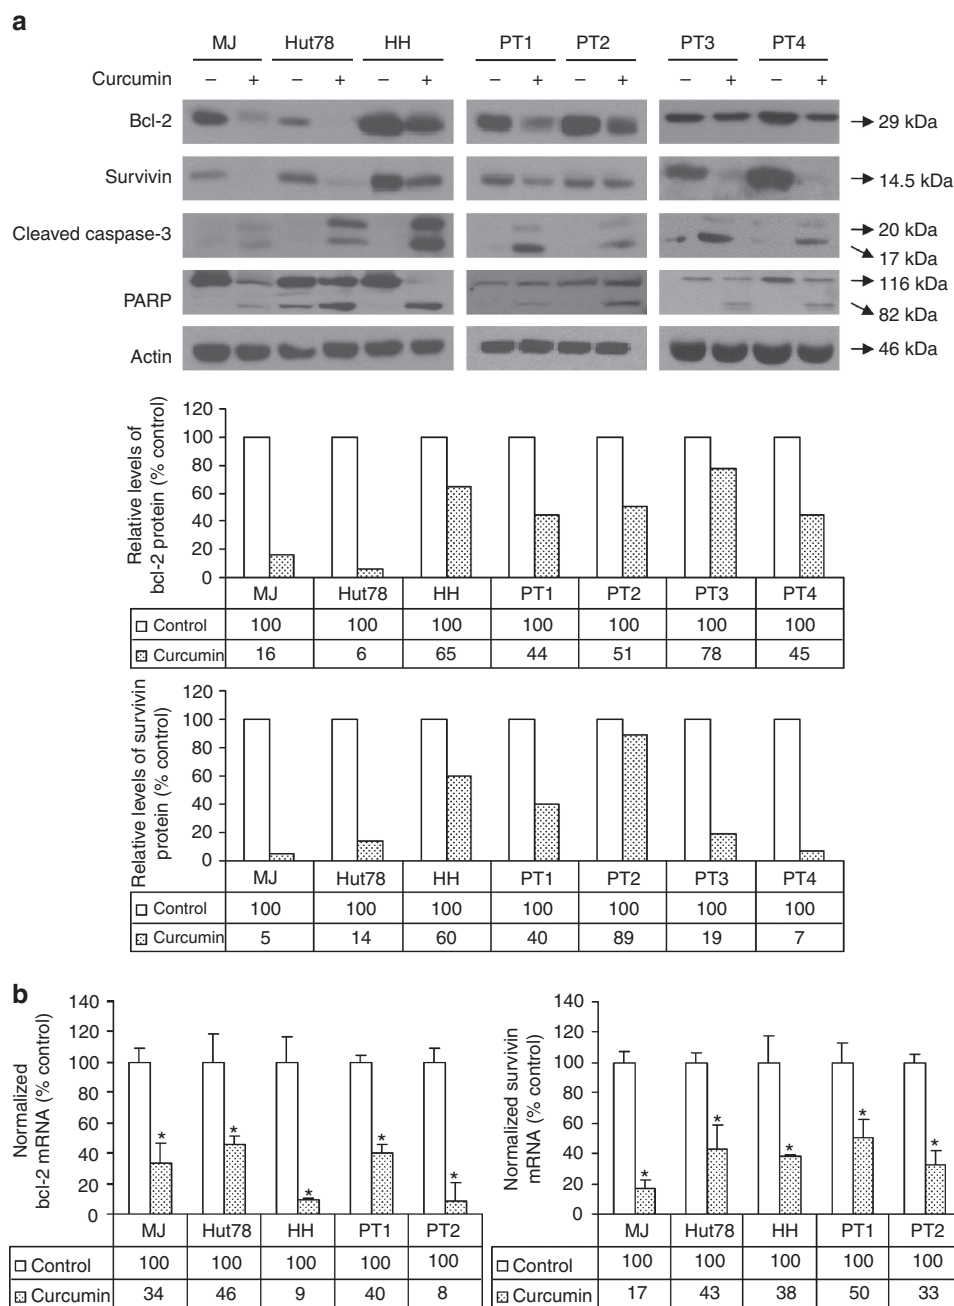 a
MJ Hut78 HH PT1 PT2 PT3 PT4
Curcumin − + − + − + − + − + − + − +
Bcl-2 29 kDa
Survivin 14.5 kDa
Cleaved caspase-3 20 kDa
17 kDa
PARP 116 kDa
82 kDa
Actin 46 kDa
Relative levels of
bcl-2 protein (% control)
120
100
80
60
40
20
0
MJ Hut78 HH PT1 PT2 PT3 PT4
Control 100 100 100 100 100 100 100
Curcumin 16 6 65 44 51 78 45
Relative levels of survivin
protein (% control)
120
100
80
60
40
20
0
MJ Hut78 HH PT1 PT2 PT3 PT4
Control 100 100 100 100 100 100 100
Curcumin 5 14 60 40 89 19 7
b
Normalized
bcl-2 mRNA (% control)
140
120
100
80
60
40
20
0
* * * * *
MJ Hut78 HH PT1 PT2
Control 100 100 100 100 100
Curcumin 34 46 9 40 8
Normalized survivin
mRNA (% control)
140
120
100
80
60
40
20
0
* * * * *
MJ Hut78 HH PT1 PT2
Control 100 100 100 100 100
Curcumin 17 43 38 50 33